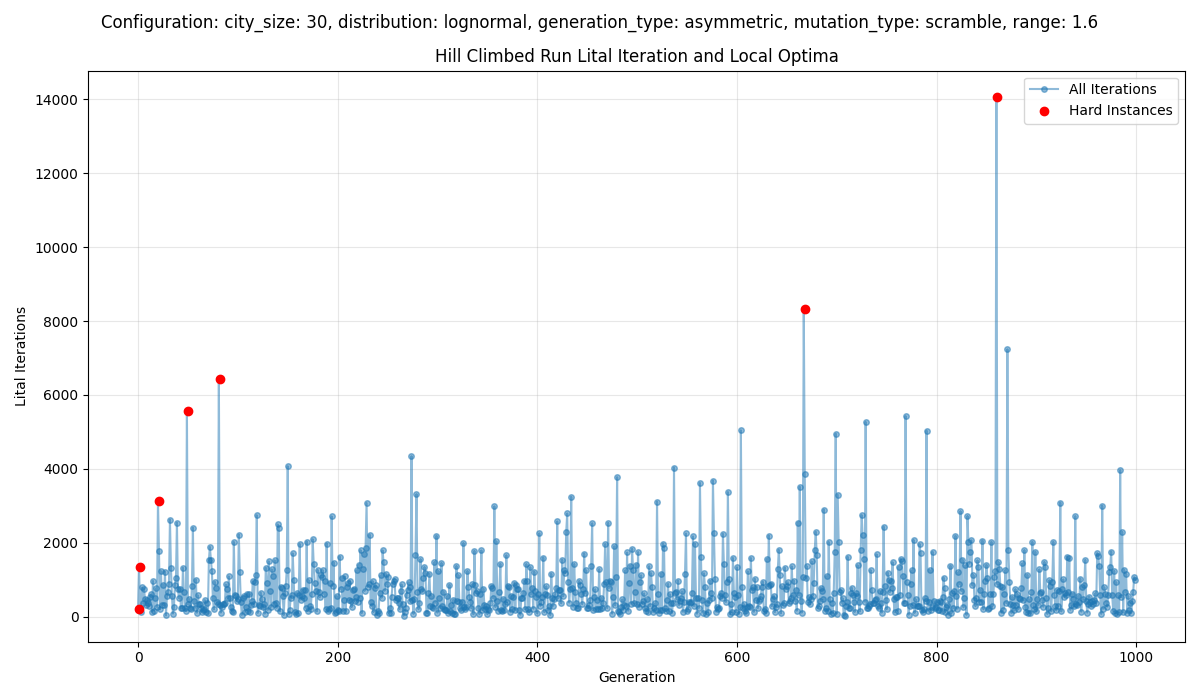 Configuration: city_size: 30, distribution: lognormal, generation_type: asymmetric, mutation_type: scramble, range: 1.6
Hill Climbed Run Lital Iteration and Local Optima
All Iterations
Hard Instances
14000
12000
10000
8000
6000
4000
2000
0
Lital Iterations
0 200 400 600 800 1000
Generation